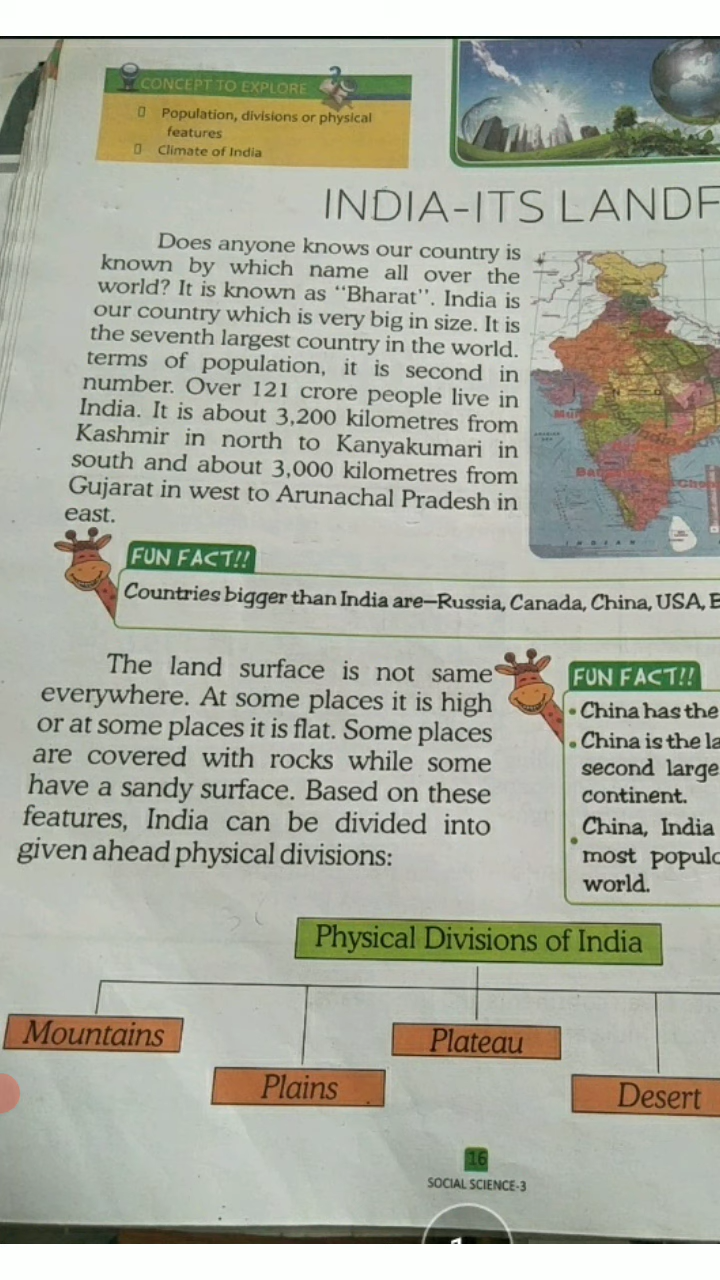 CONCEPT TO EXPLORE
Population, divisions or physical
features
Climate of India
INDIA-ITS LANDF
Does anyone knows our country is
known by which name all over the
world? It is known as "Bharat". India is
our country which is very big in size. It is
the seventh largest country in the world.
terms of population, it is second in
number. Over 121 crore people live in
India. It is about 3,200 kilometres from
Kashmir in north to Kanyakumari in
south and about 3,000 kilometres from
Gujarat in west to Arunachal Pradesh in
east.
FUN FACT!!
Countries bigger than India are—Russia, Canada, China, USA, B
The land surface is not same
everywhere. At some places it is high
or at some places it is flat. Some places
are covered with rocks while some
have a sandy surface. Based on these
features, India can be divided into
given ahead physical divisions:
FUN FACT!!
• China has the
• China is the la
second large
continent.
• China, India
most populo
world.
Physical Divisions of India
Mountains
Plains
Plateau
Desert
16
SOCIAL SCIENCE-3